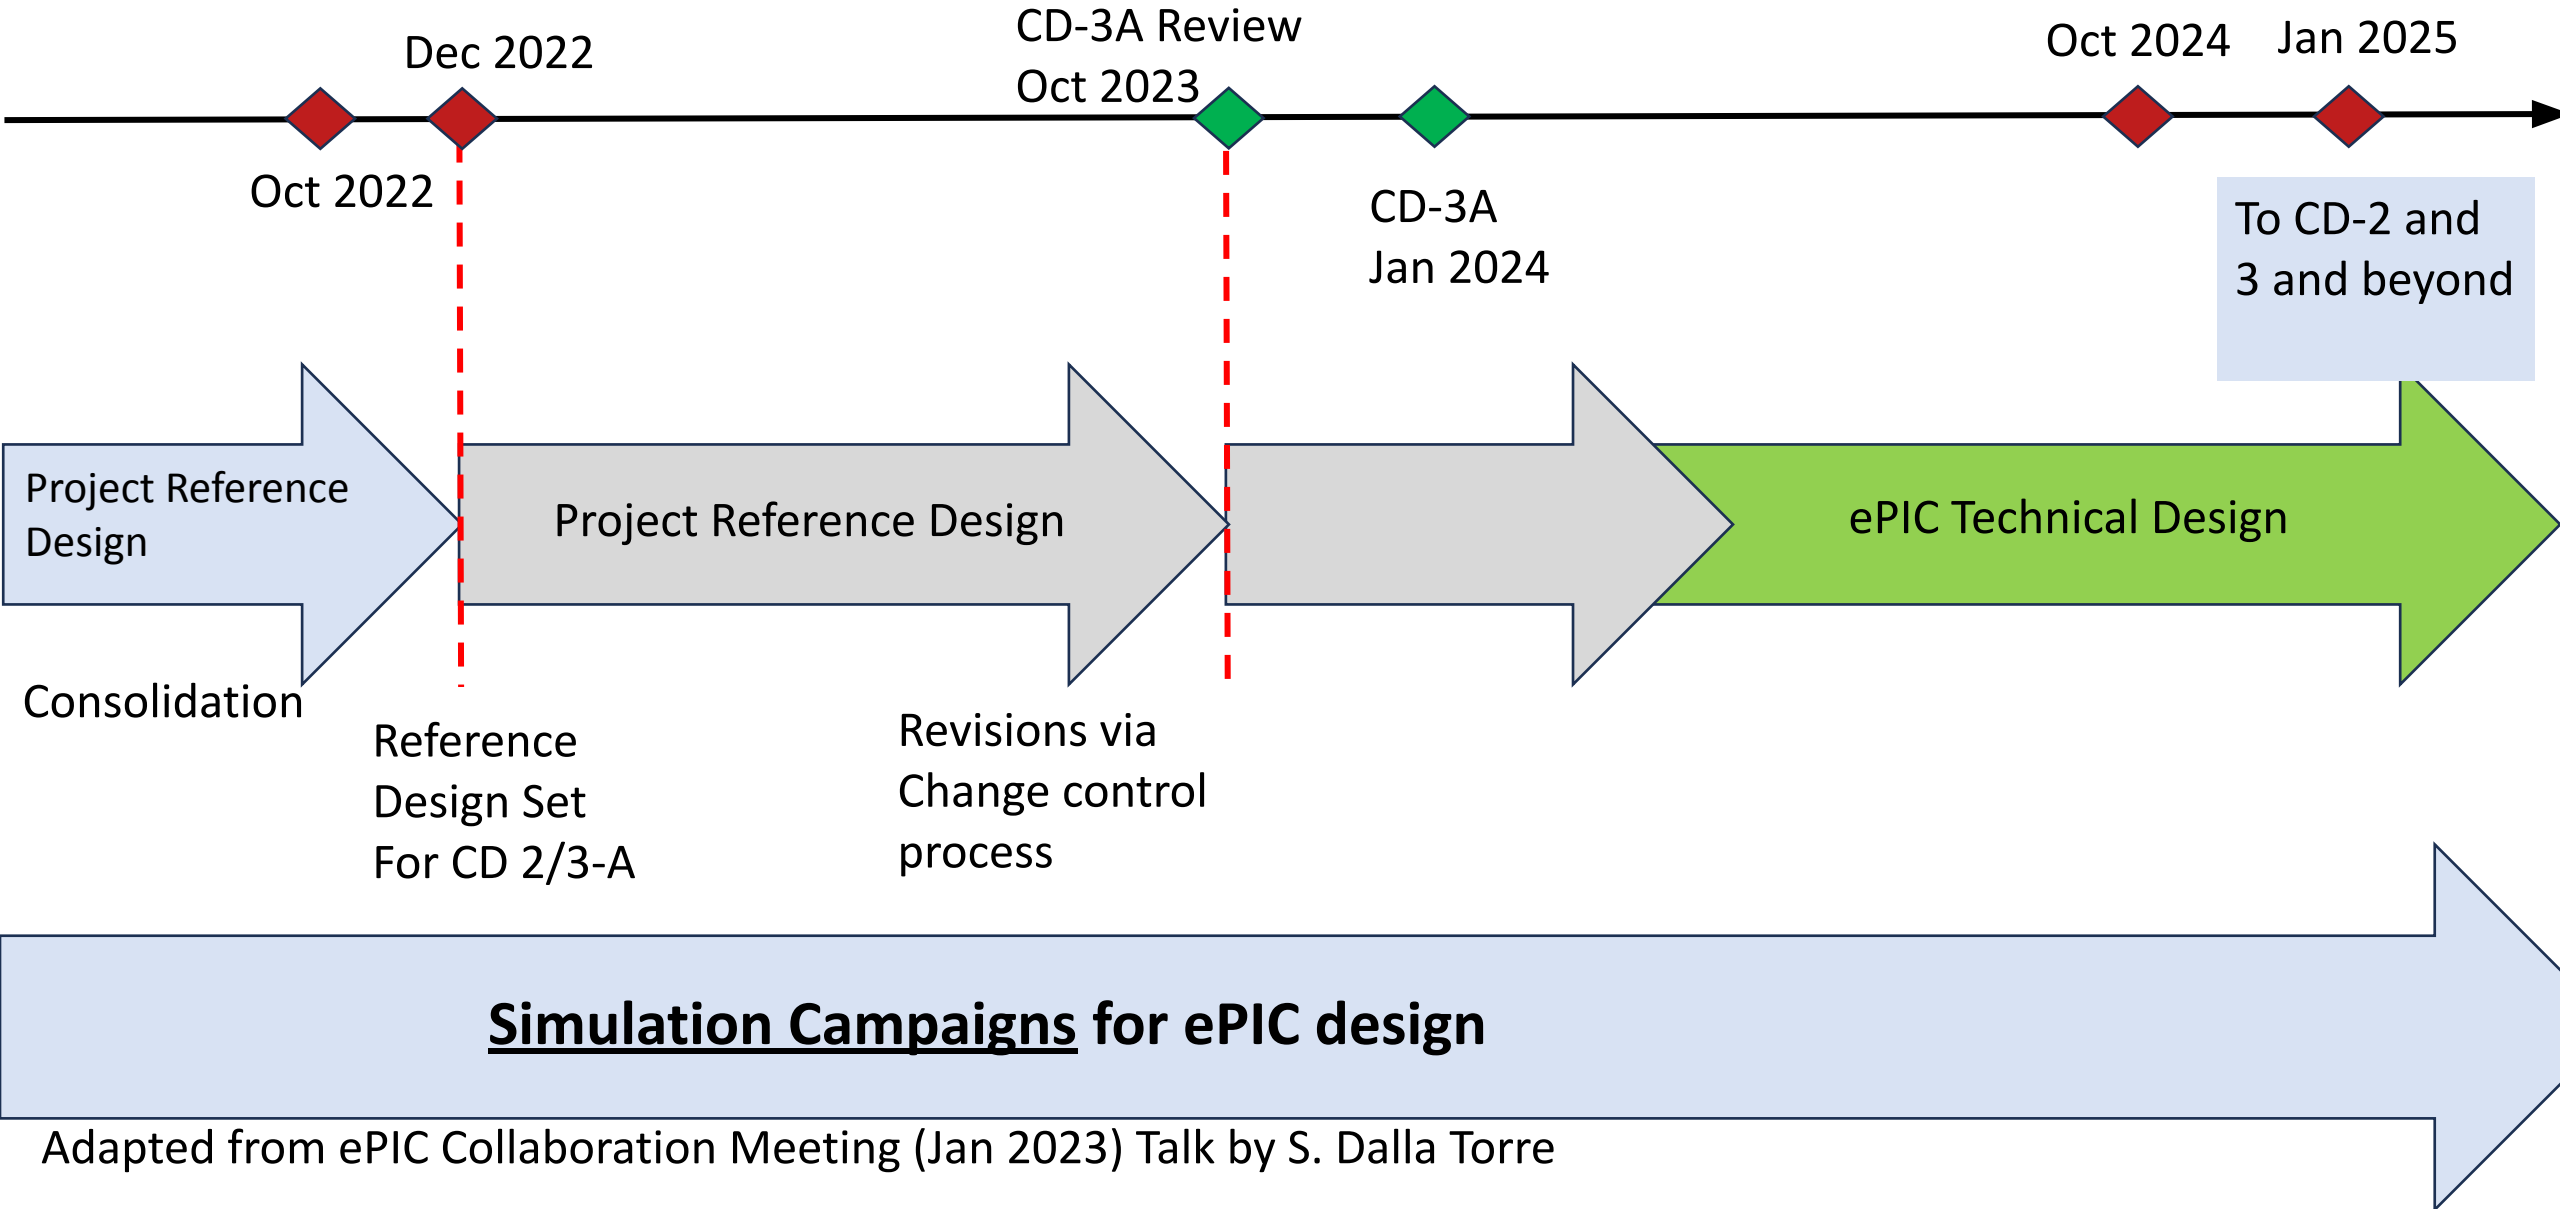 CD-3A Review
Oct 2023
Dec 2022
Oct 2024
Jan 2025
Oct 2022
CD-3A
Jan 2024
To CD-2 and
3 and beyond
Project Reference
Design
Project Reference Design
ePIC Technical Design
Consolidation
Reference
Design Set
For CD 2/3-A
Revisions via
Change control
process
Simulation Campaigns for ePIC design
Adapted from ePIC Collaboration Meeting (Jan 2023) Talk by S. Dalla Torre